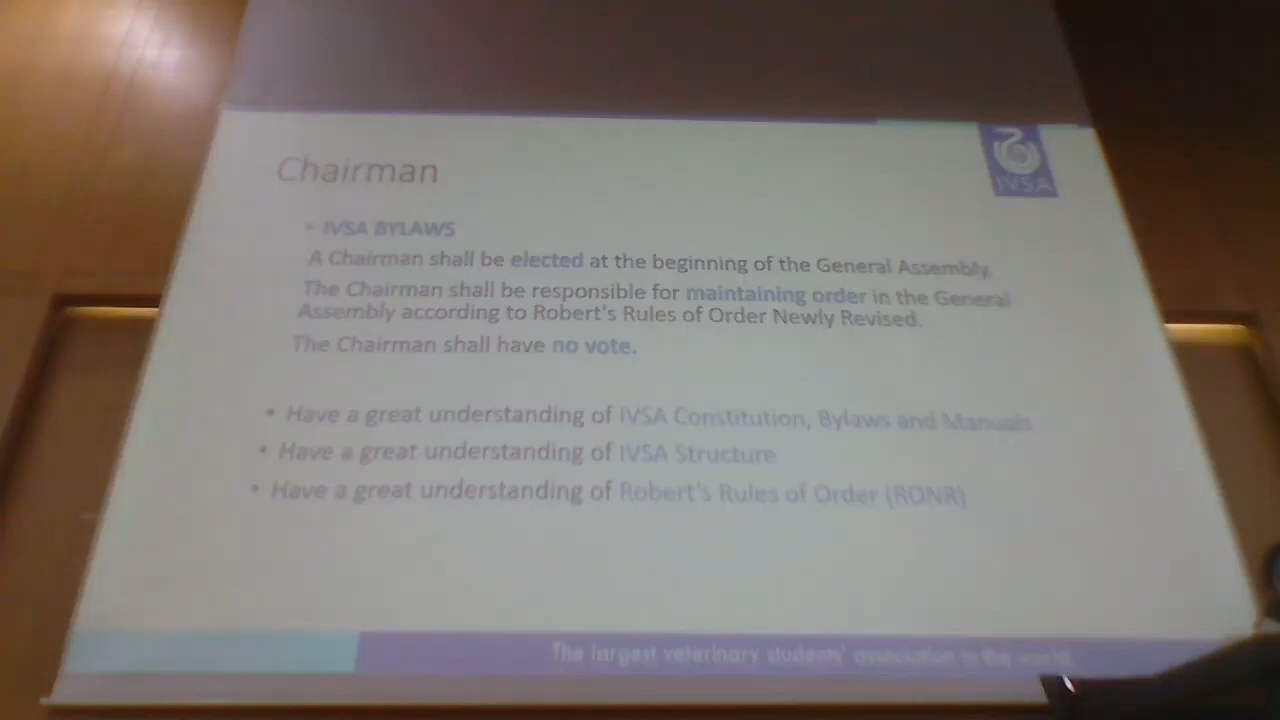 Chairman
IVSA
• IVSA BYLAWS
A Chairman shall be elected at the beginning of the General Assembly.
The Chairman shall be responsible for maintaining order in the General
Assembly according to Robert's Rules of Order Newly Revised.
The Chairman shall have no vote.
• Have a great understanding of IVSA Constitution, Bylaws and Manuals
• Have a great understanding of IVSA Structure
• Have a great understanding of Robert's Rules of Order (RONR)
The largest veterinary students' association in the world.